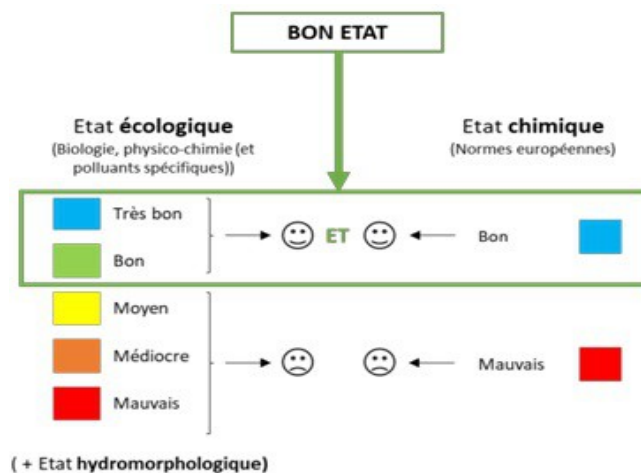 BON ETAT
Etat écologique
(Biologie, physico-chimie (et
polluants spécifiques))
Etat chimique
(Normes européennes)
Très bon
ET
Bon
Bon
Moyen
Médiocre
Mauvais
Mauvais
( + Etat hydromorphologique)